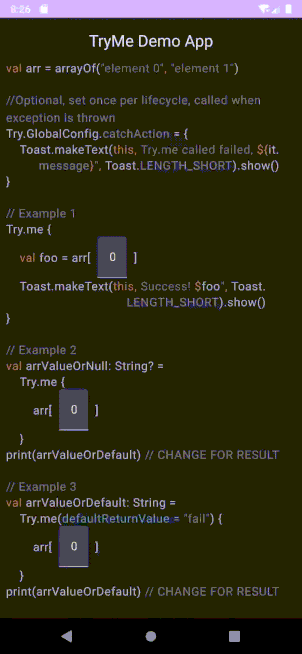 8:26
TryMe Demo App
val arr = arrayOf("element 0", "element 1")
//Optional, set once per lifecycle, called when
exception is thrown
Try.GlobalConfig.catchAction = {
Toast.makeText(this, Try.me called failed, ${it.
message}", Toast.LENGTH_SHORT).show()
}
// Example 1
Try.me {
val foo = arr[ 0 ]
Toast.makeText(this, Success! $foo", Toast.
LENGTH_SHORT).show()
}
// Example 2
val arrValueOrNull: String? =
Try.me {
arr[ 0 ]
}
print(arrValueOrDefault) // CHANGE FOR RESULT
// Example 3
val arrValueOrDefault: String =
Try.me(defaultReturnValue = "fail") {
arr[ 0 ]
}
print(arrValueOrDefault) // CHANGE FOR RESULT